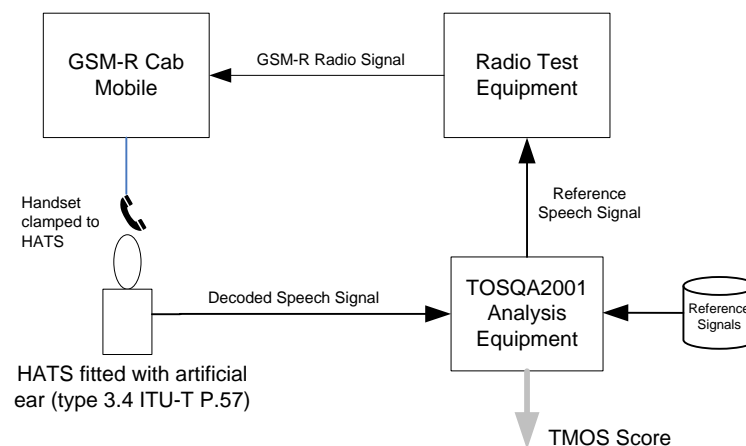 GSM-R Cab
Mobile
GSM-R Radio Signal
Radio Test
Equipment
Handset
clamped to
HATS
Reference
Speech Signal
Decoded Speech Signal
TOSQA2001
Analysis
Equipment
Reference
Signals
HATS fitted with artificial
ear (type 3.4 ITU-T P.57)
TMOS Score